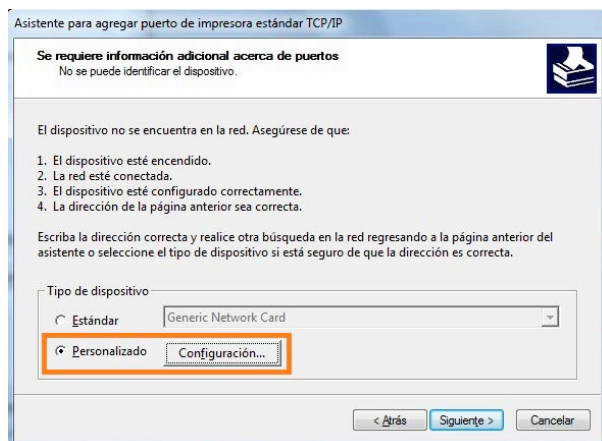 Asistente para agregar puerto de impresora estándar TCP/IP
Se requiere información adicional acerca de puertos
No se puede identificar el dispositivo.
El dispositivo no se encuentra en la red. Asegúrese de que:
1. El dispositivo esté encendido.
2. La red esté conectada.
3. El dispositivo esté configurado correctamente.
4. La dirección de la página anterior sea correcta.
Escriba la dirección correcta y realice otra búsqueda en la red regresando a la página anterior del
asistente o seleccione el tipo de dispositivo si está seguro de que la dirección es correcta.
Tipo de dispositivo
Estándar Generic Network Card
Personalizado Configuración...
< Atrás Siguiente > Cancelar